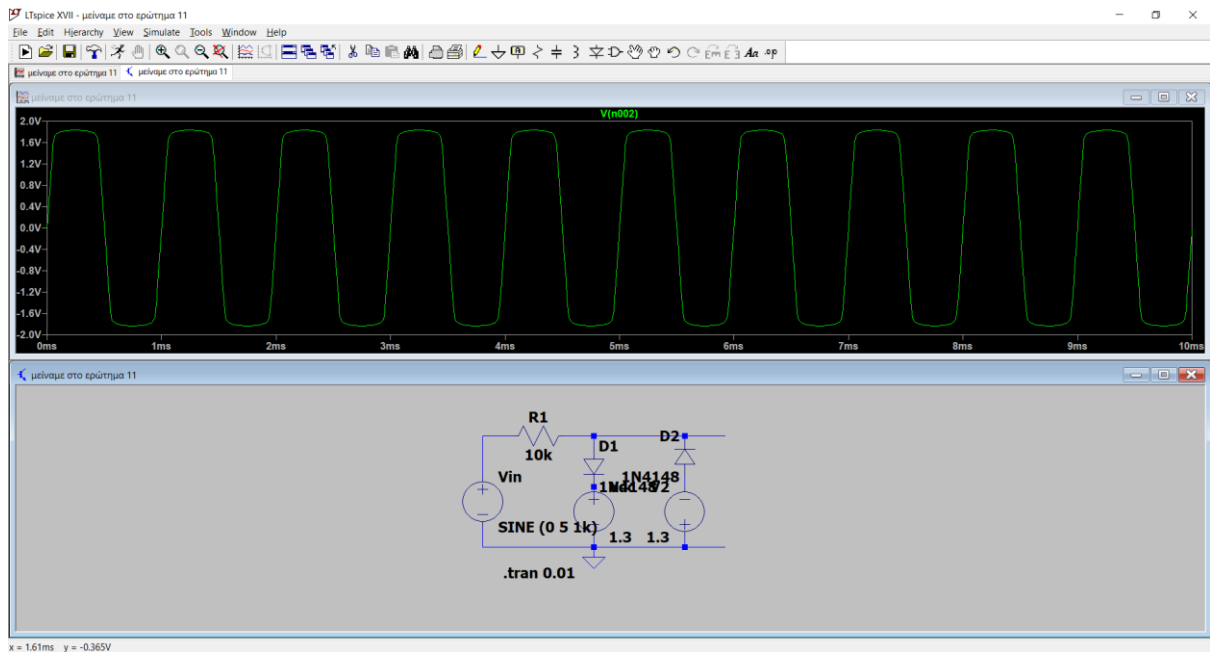 LTspice XVII - μείναμε στο ερώτημα 11
File Edit Hierarchy View Simulate Tools Window Help
μείναμε στο ερώτημα 11 μείναμε στο ερώτημα 11
μείναμε στο ερώτημα 11
V(n002)
2.0V
1.6V
1.2V
0.8V
0.4V
0.0V
-0.4V
-0.8V
-1.2V
-1.6V
-2.0V
0ms 1ms 2ms 3ms 4ms 5ms 6ms 7ms 8ms 9ms 10ms
μείναμε στο ερώτημα 11
R1
10k
D1
D2
Vin
1N4148
1N4148
V2
SINE (0 5 1k)
1.3 1.3
.tran 0.01
x = 1.61ms y = -0.365V